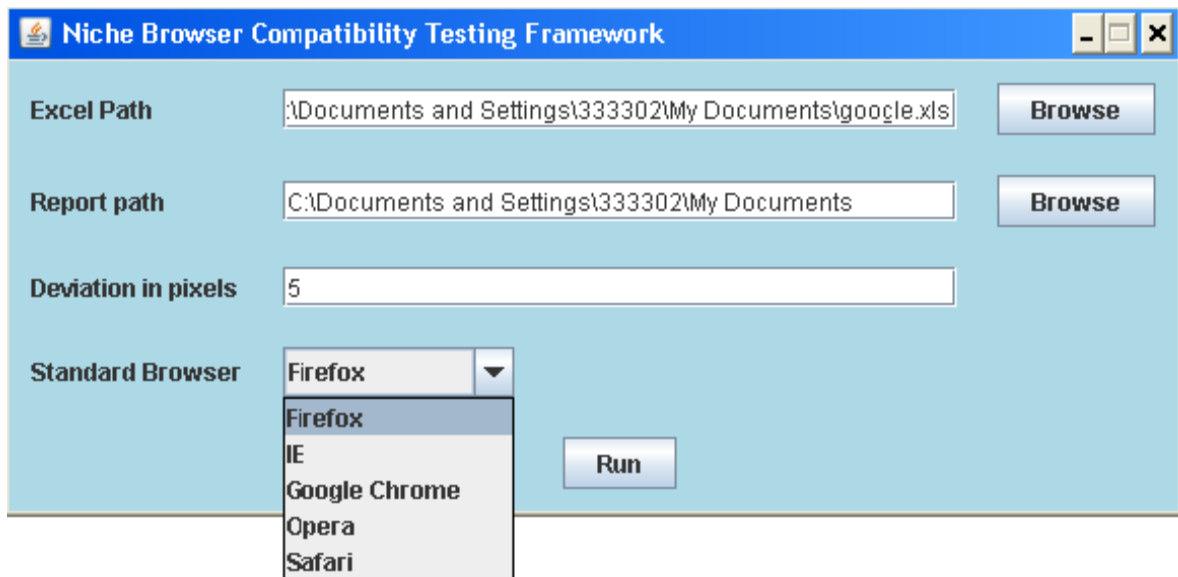 Niche Browser Compatibility Testing Framework
Excel Path :\Documents and Settings\333302\My Documents\google.xls Browse
Report path C:\Documents and Settings\333302\My Documents Browse
Deviation in pixels 5
Standard Browser Firefox
Firefox
IE
Run
Google Chrome
Opera
Safari